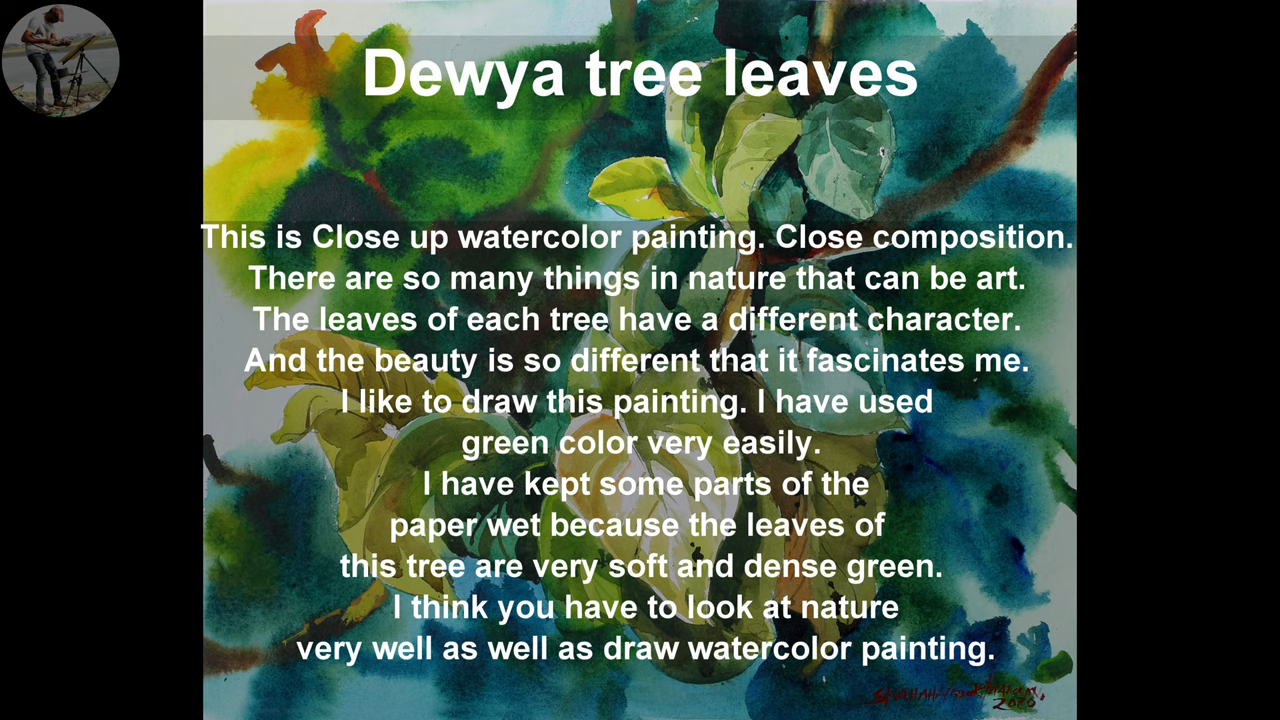 Dewya tree leaves
This is Close up watercolor painting. Close composition.
There are so many things in nature that can be art.
The leaves of each tree have a different character.
And the beauty is so different that it fascinates me.
I like to draw this painting. I have used
green color very easily.
I have kept some parts of the
paper wet because the leaves of
this tree are very soft and dense green.
I think you have to look at nature
very well as well as draw watercolor painting.
2020